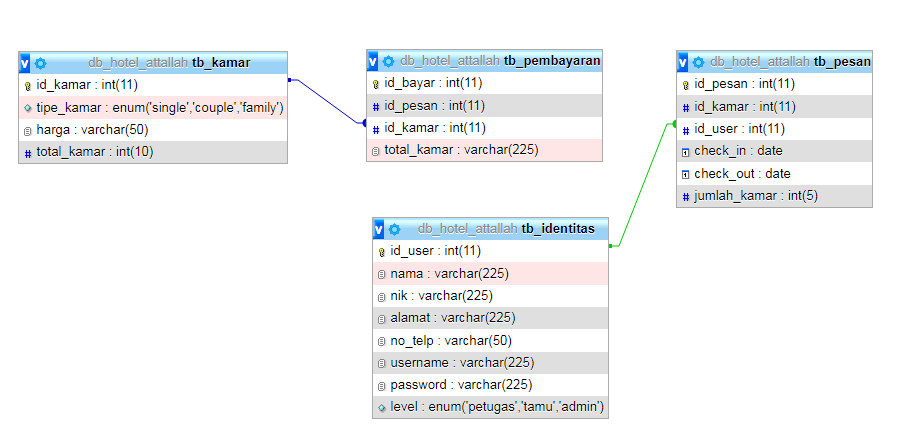 db_hotel_attallah tb_kamar
id_kamar : int(11)
tipe_kamar : enum('single','couple','family')
harga : varchar(50)
total_kamar : int(10)
db_hotel_attallah tb_pembayaran
id_bayar : int(11)
id_pesan : int(11)
id_kamar : int(11)
total_kamar : varchar(225)
db_hotel_attallah tb_pesan
id_pesan : int(11)
id_kamar : int(11)
id_user : int(11)
check_in : date
check_out : date
jumlah_kamar : int(5)
db_hotel_attallah tb_identitas
id_user : int(11)
nama : varchar(225)
nik : varchar(225)
alamat : varchar(225)
no_telp : varchar(50)
username : varchar(225)
password : varchar(225)
level : enum('petugas','tamu','admin')